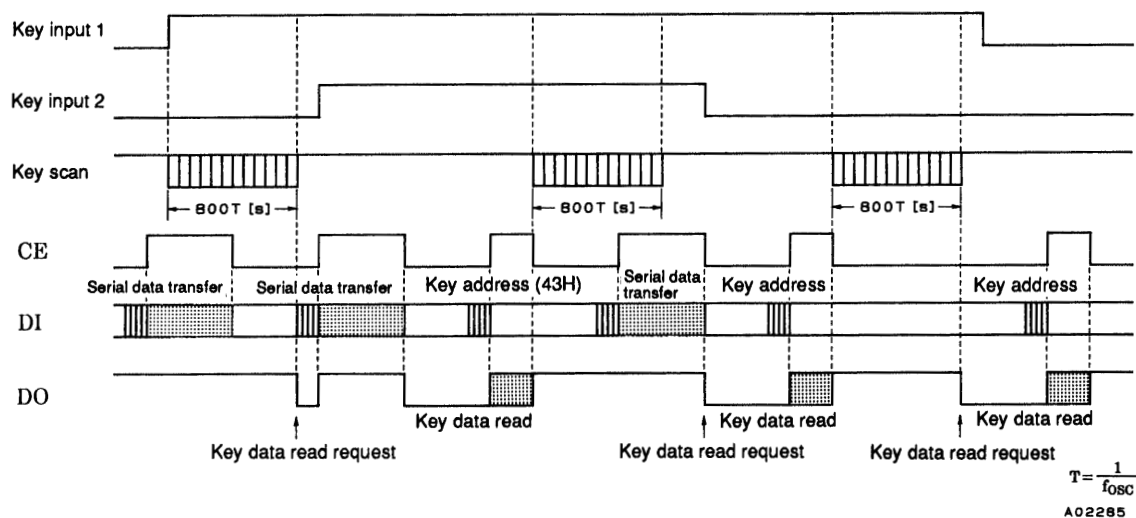 Key input 1
Key input 2
Key scan
800T [s]
800T [s]
800T [s]
CE
Serial data transfer
Serial data transfer
Key address (43H)
Serial data
transfer
Key address
Key address
DI
DO
Key data read
Key data read
Key data read
Key data read request
Key data read request
Key data read request
T=1/fosc
A02285